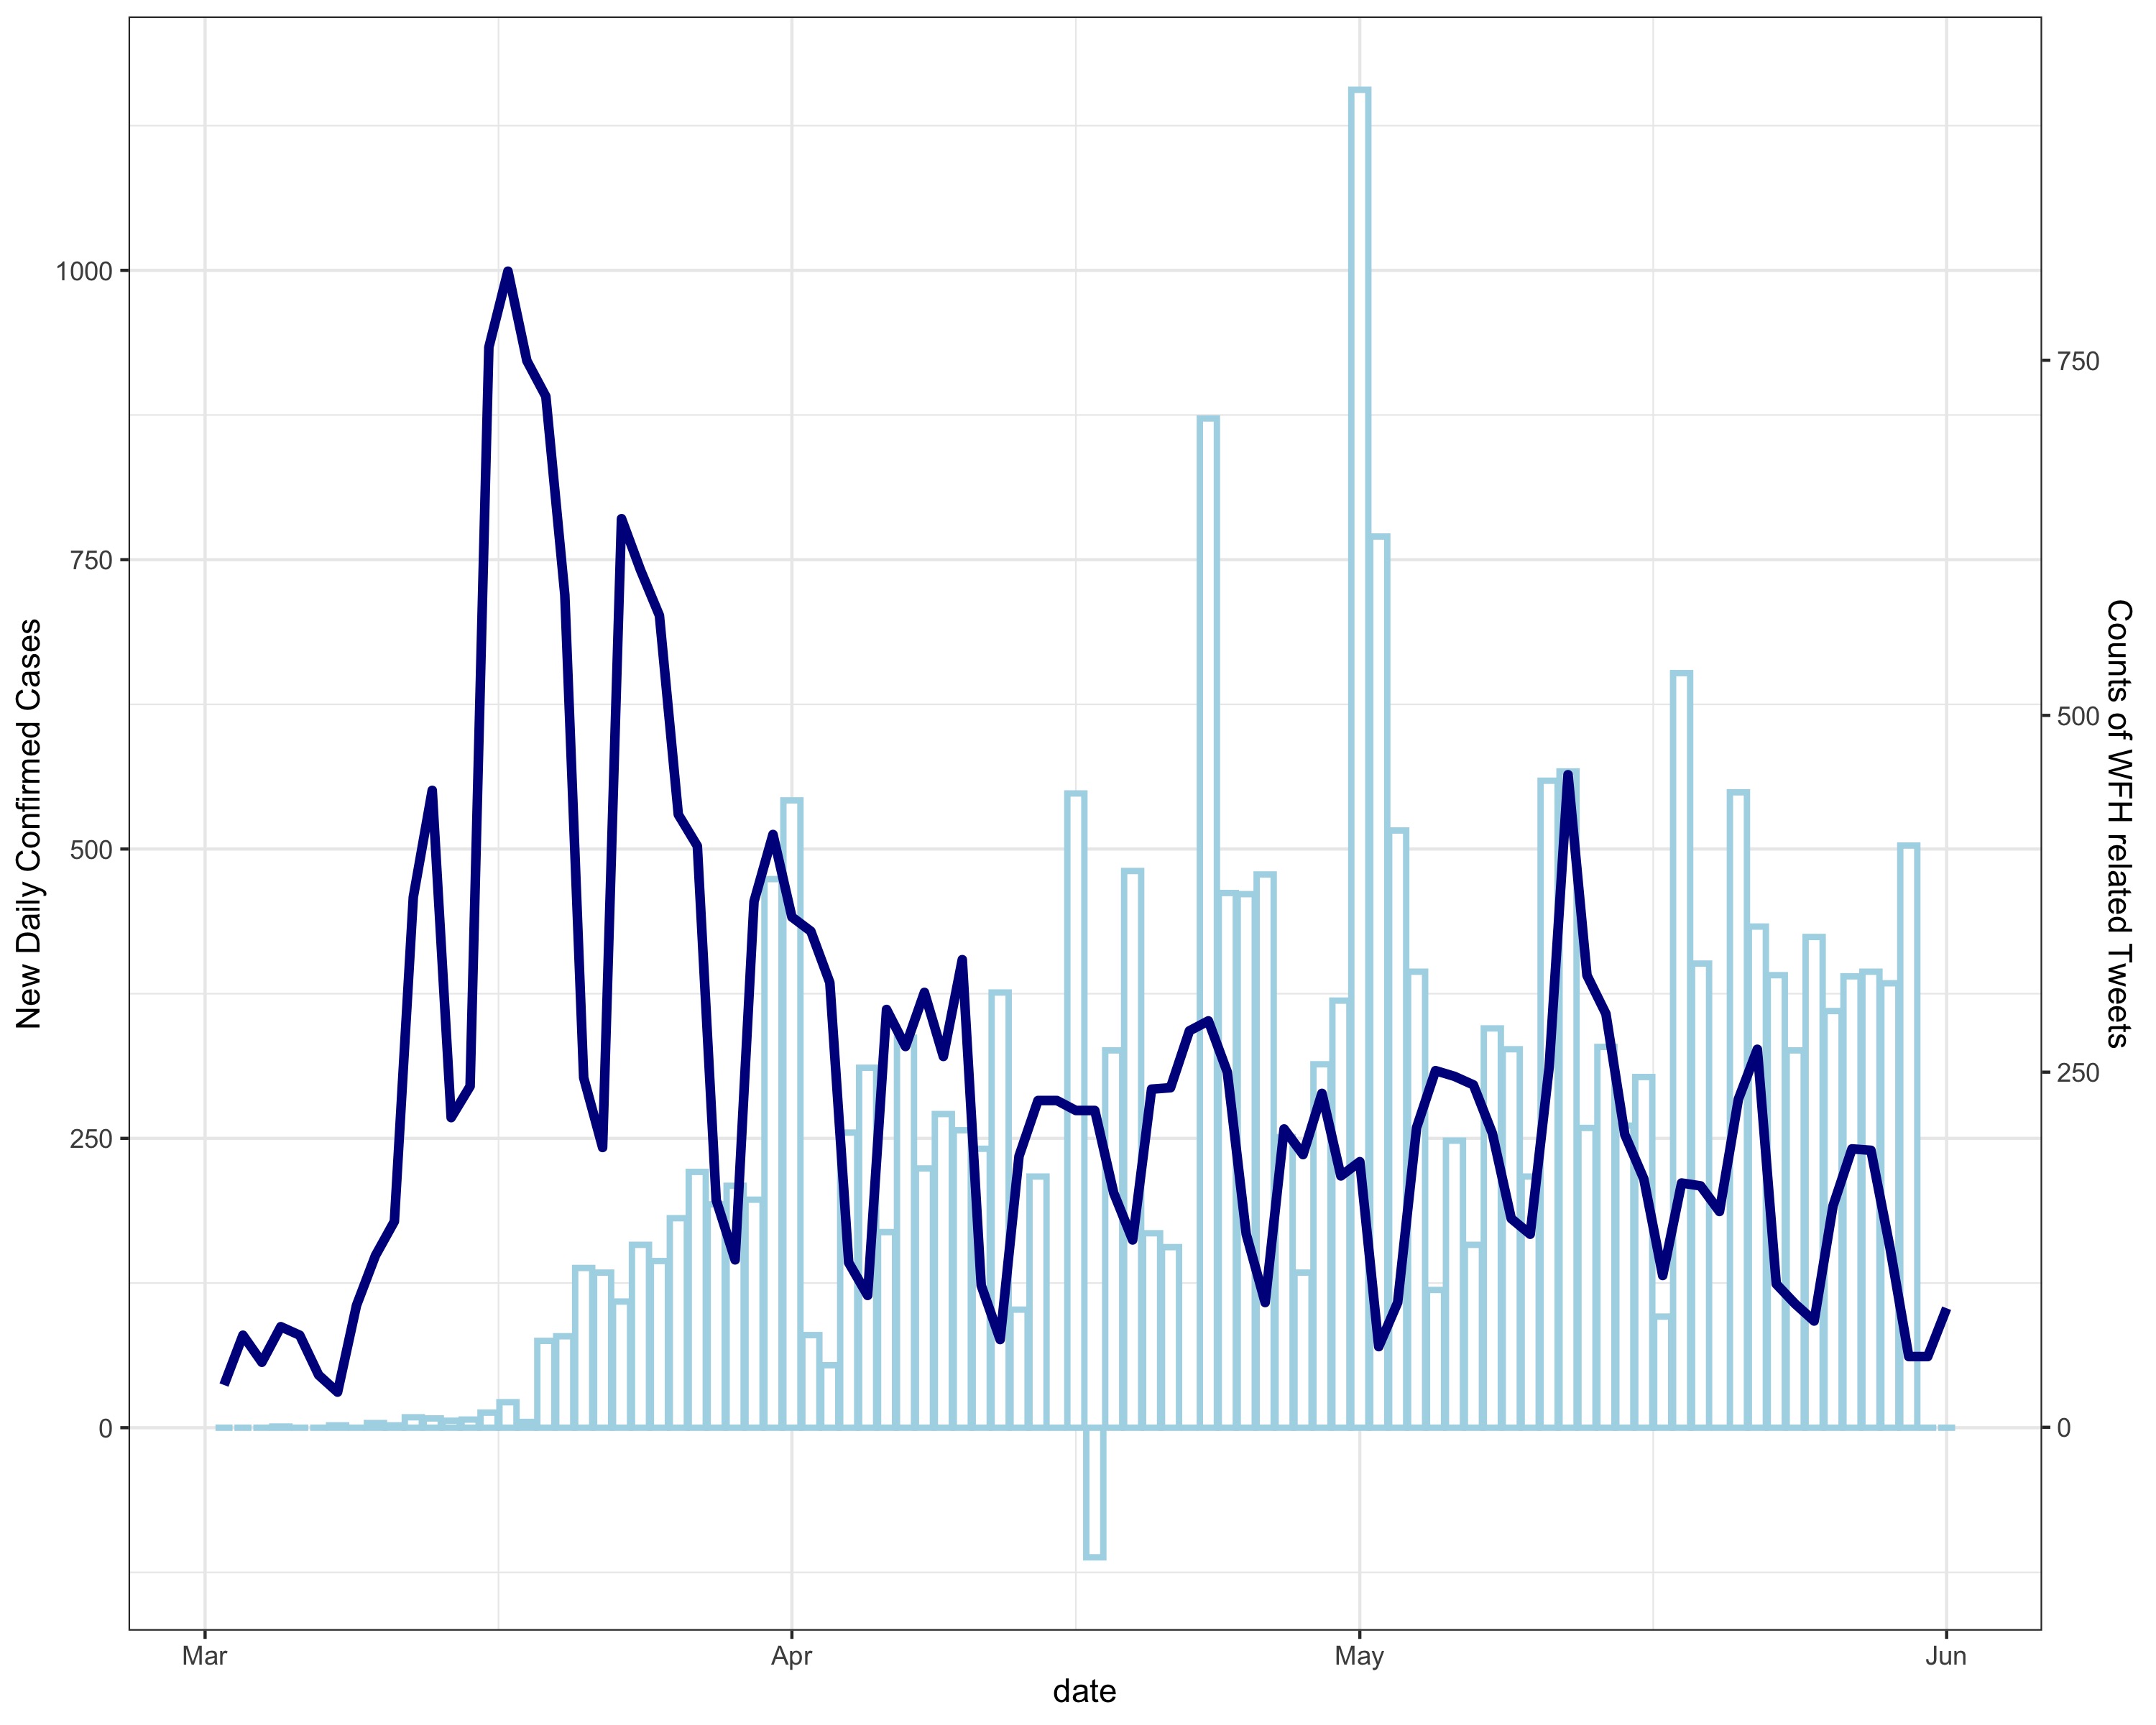 New Daily Confirmed Cases
1000
750
500
250
0
750
500
250
0
Counts of WFH related Tweets
Mar
Apr
May
Jun
date